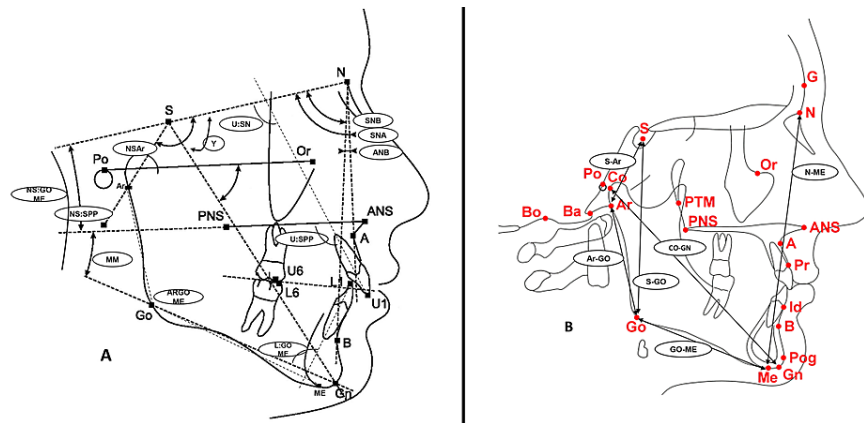 N
S
U:SN
SNB
SNA
ANB
NSAr
Y
Po
Or
Ar
NS:GO
ME
NS:SPP
PNS
ANS
U:SPP
A
MM
U6
L6
L1
U1
ARGO
ME
Go
A
B
L:GO
ME
ME
Gn
G
N
S
S-Ar
Or
N-ME
Po
Co
Ar
PTM
Bo
Ba
PNS
ANS
A
Ar-GO
CO-GN
Pr
S-GO
Id
B
Go
B
GO-ME
Pog
Me
Gn